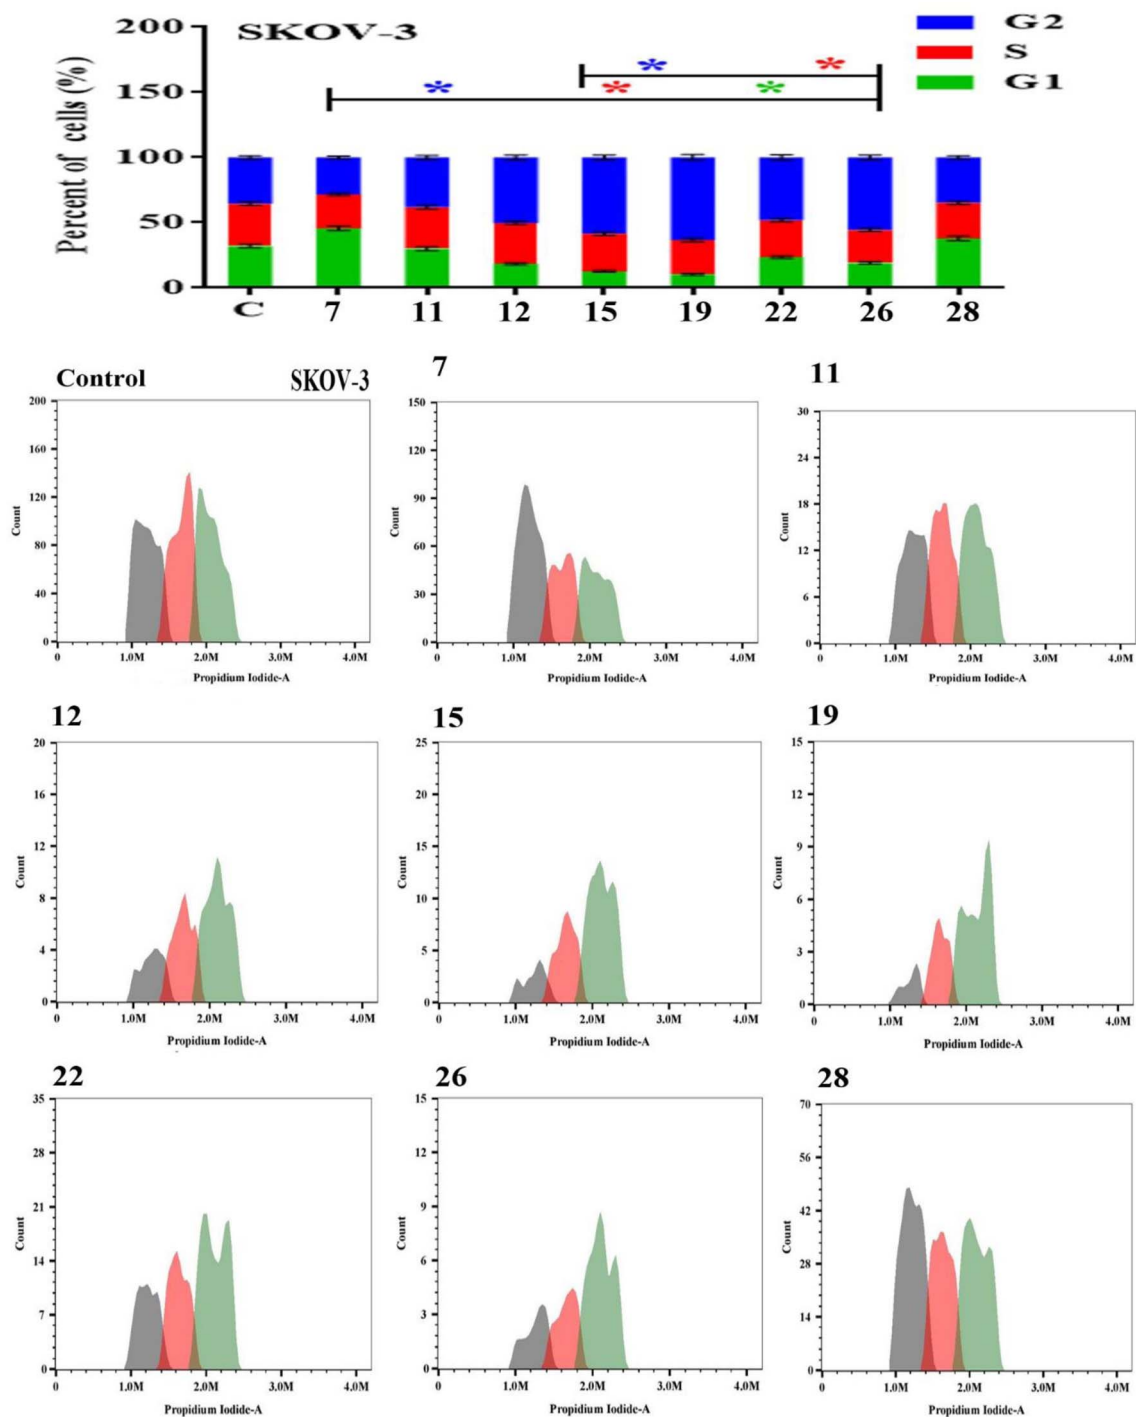 SKOV-3
G2
S
G1
Percent of cells (%)
200
150
100
50
0
* *
* * *
C 7 11 12 15 19 22 26 28
Control SKOV-3
200
160
120
80
40
0
Count
0 1.0M 2.0M 3.0M 4.0M
Propidium Iodide-A
7
150
120
90
60
30
0
Count
0 1.0M 2.0M 3.0M 4.0M
Propidium Iodide-A
11
30
24
18
12
6
0
Count
0 1.0M 2.0M 3.0M 4.0M
Propidium Iodide-A
12
20
16
12
8
4
0
Count
0 1.0M 2.0M 3.0M 4.0M
Propidium Iodide-A
15
25
20
15
10
5
0
Count
0 1.0M 2.0M 3.0M 4.0M
Propidium Iodide-A
19
15
12
9
6
3
0
Count
0 1.0M 2.0M 3.0M 4.0M
Propidium Iodide-A
22
35
28
21
14
7
0
Count
0 1.0M 2.0M 3.0M 4.0M
Propidium Iodide-A
26
15
12
9
6
3
0
Count
0 1.0M 2.0M 3.0M 4.0M
Propidium Iodide-A
28
70
56
42
28
14
0
Count
0 1.0M 2.0M 3.0M 4.0M
Propidium Iodide-A